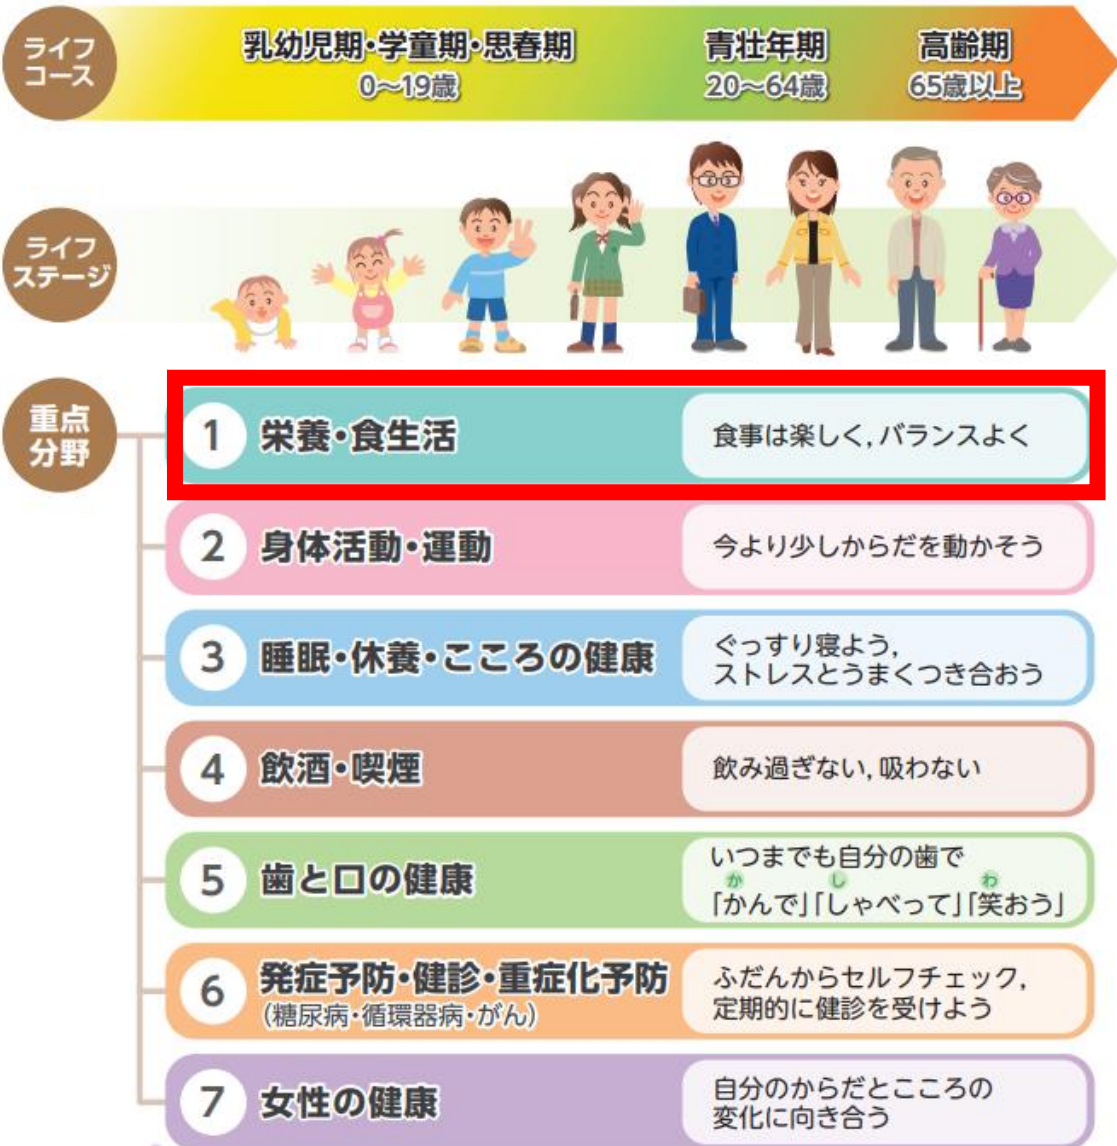 ライフ
コース
乳幼児期・学童期・思春期
0〜19歳
青壮年期
20〜64歳
高齢期
65歳以上
ライフ
ステージ
重点
分野
1 栄養・食生活
食事は楽しく，バランスよく
2 身体活動・運動
今より少しからだを動かそう
3 睡眠・休養・こころの健康
ぐっすり寝よう，
ストレスとうまくつき合おう
4 飲酒・喫煙
飲み過ぎない，吸わない
5 歯と口の健康
いつまでも自分の歯で
か し わ
「かんで」「しゃべって」「笑おう」
6 発症予防・健診・重症化予防
（糖尿病・循環器病・がん）
ふだんからセルフチェック，
定期的に健診を受けよう
7 女性の健康
自分のからだとこころの
変化に向き合う